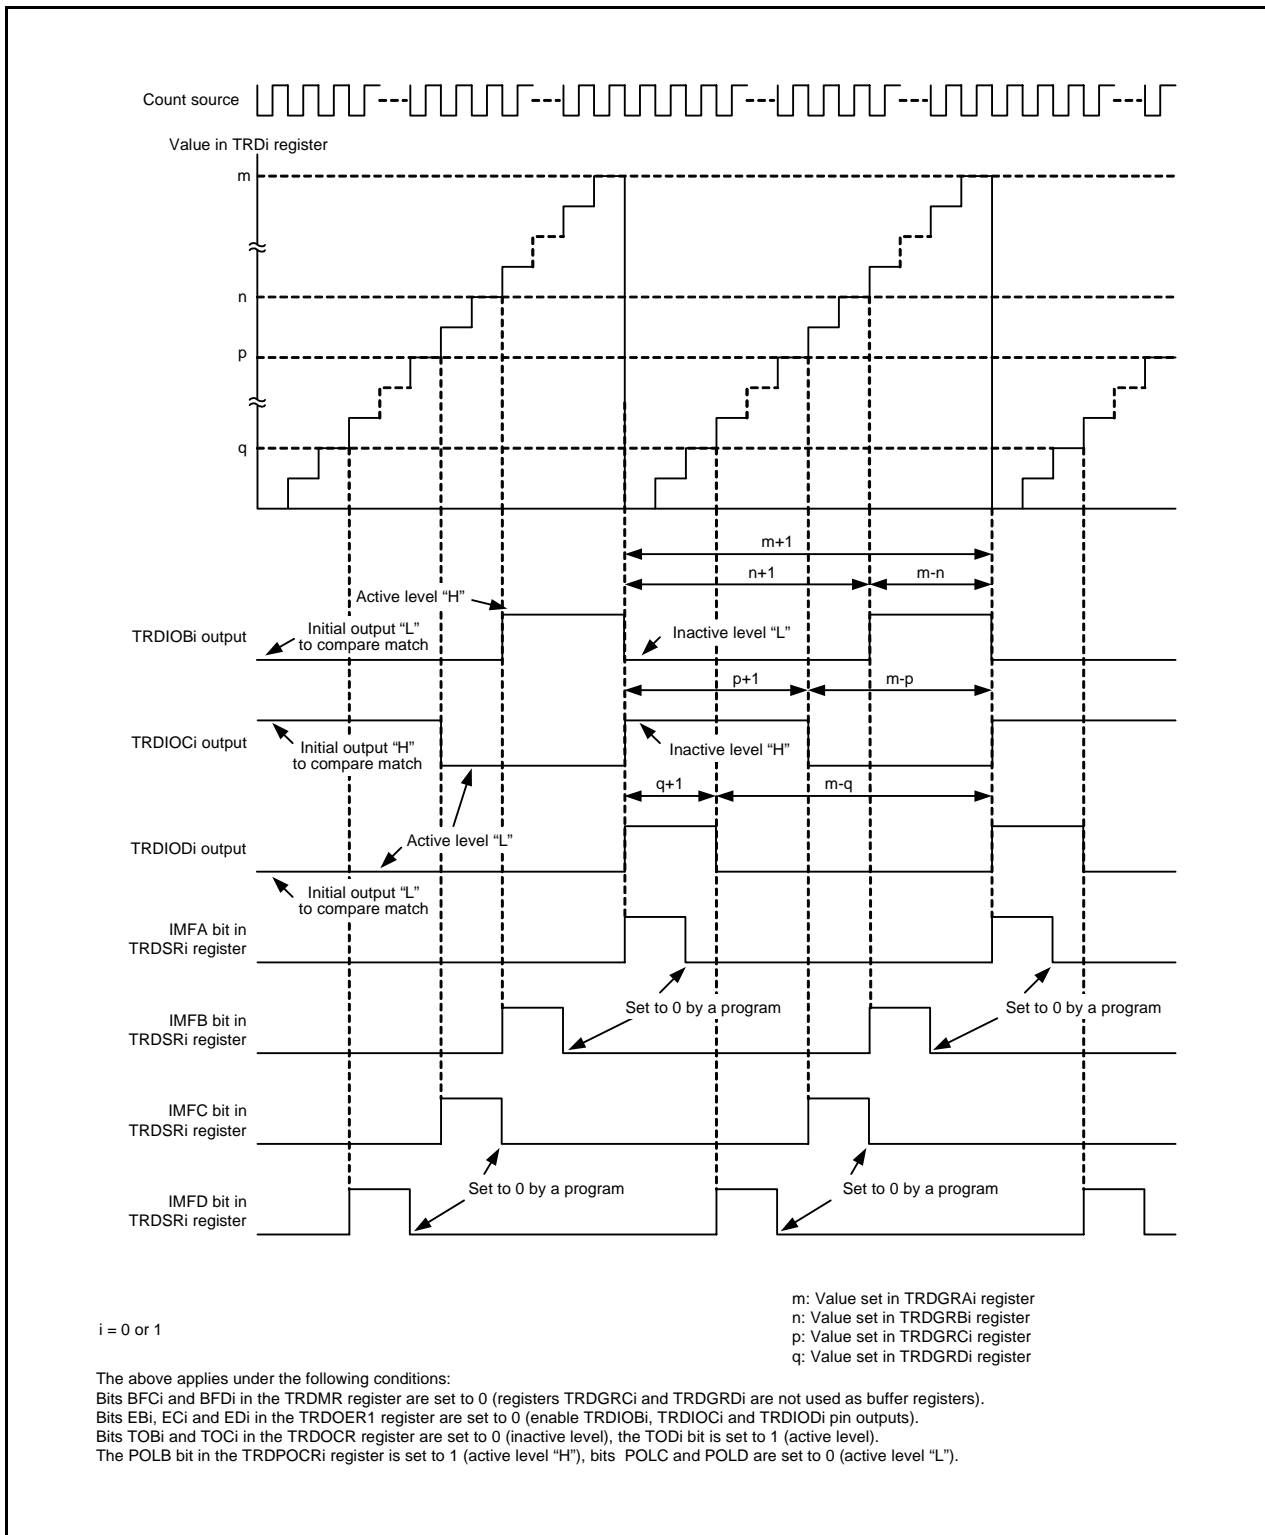 Count source
Value in TRDi register
m
n
p
q
m+1
n+1
m-n
Active level “H”
TRDIOBi output
Initial output “L”
to compare match
Inactive level “L”
p+1
m-p
TRDIOCi output
Initial output “H”
to compare match
Inactive level “H”
q+1
m-q
Active level “L”
TRDIODi output
Initial output “L”
to compare match
IMFA bit in
TRDSRi register
Set to 0 by a program
Set to 0 by a program
IMFB bit in
TRDSRi register
IMFC bit in
TRDSRi register
Set to 0 by a program
Set to 0 by a program
IMFD bit in
TRDSRi register
m: Value set in TRDGRAi register
n: Value set in TRDGRBi register
p: Value set in TRDGRCi register
q: Value set in TRDGRDi register
i = 0 or 1
The above applies under the following conditions:
Bits BFCi and BFDi in the TRDMR register are set to 0 (registers TRDGRCi and TRDGRDi are not used as buffer registers).
Bits EBi, ECi and EDi in the TRDOER1 register are set to 0 (enable TRDIOBi, TRDIOCi and TRDIODi pin outputs).
Bits TOBi and TOCi in the TRDOCR register are set to 0 (inactive level), the TODi bit is set to 1 (active level).
The POLB bit in the TRDPOCRi register is set to 1 (active level “H”), bits POLC and POLD are set to 0 (active level “L”).